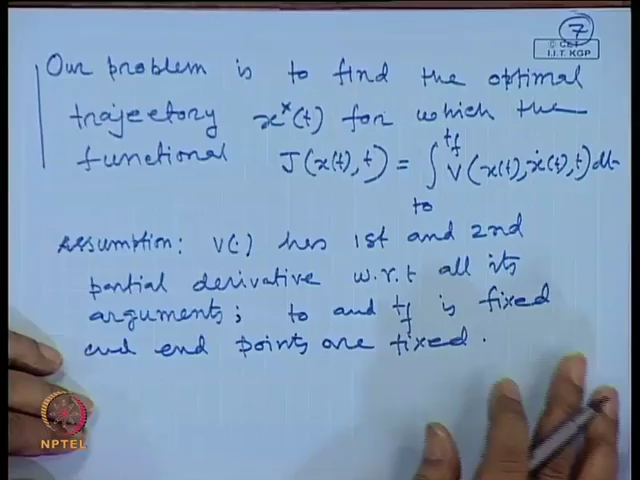 7
© CET
I.I.T. KGP
Our problem is to find the optimal
trajectory x*(t) for which the
functional J(x(t), t) = ∫_{t0}^{tf} V(x(t), ẋ(t), t) dt
Assumption: V(.) has 1st and 2nd
partial derivative w.r.t all its
arguments; to and tf is fixed
and end points are fixed.
NPTEL